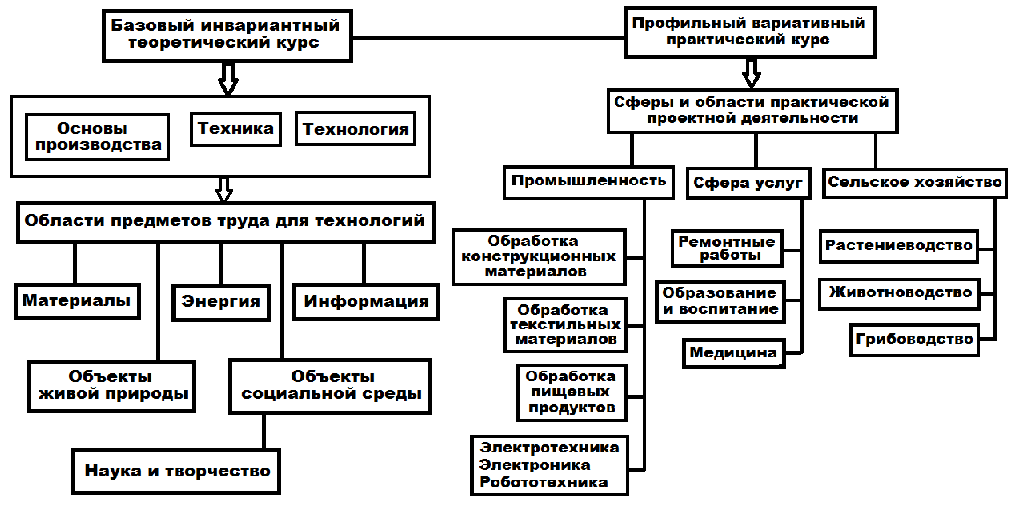 Базовый инвариантный
теоретический курс
Профильный вариативный
практический курс
Основы
производства
Техника
Технология
Сферы и области практической
проектной деятельности
Области предметов труда для технологий
Промышленность
Сфера услуг
Сельское хозяйство
Материалы
Энергия
Информация
Объекты
живой природы
Объекты
социальной среды
Наука и творчество
Обработка
конструкционных
материалов
Обработка
текстильных
материалов
Обработка
пищевых
продуктов
Электротехника
Электроника
Робототехника
Ремонтные
работы
Образование
и воспитание
Медицина
Растениеводство
Животноводство
Грибоводство